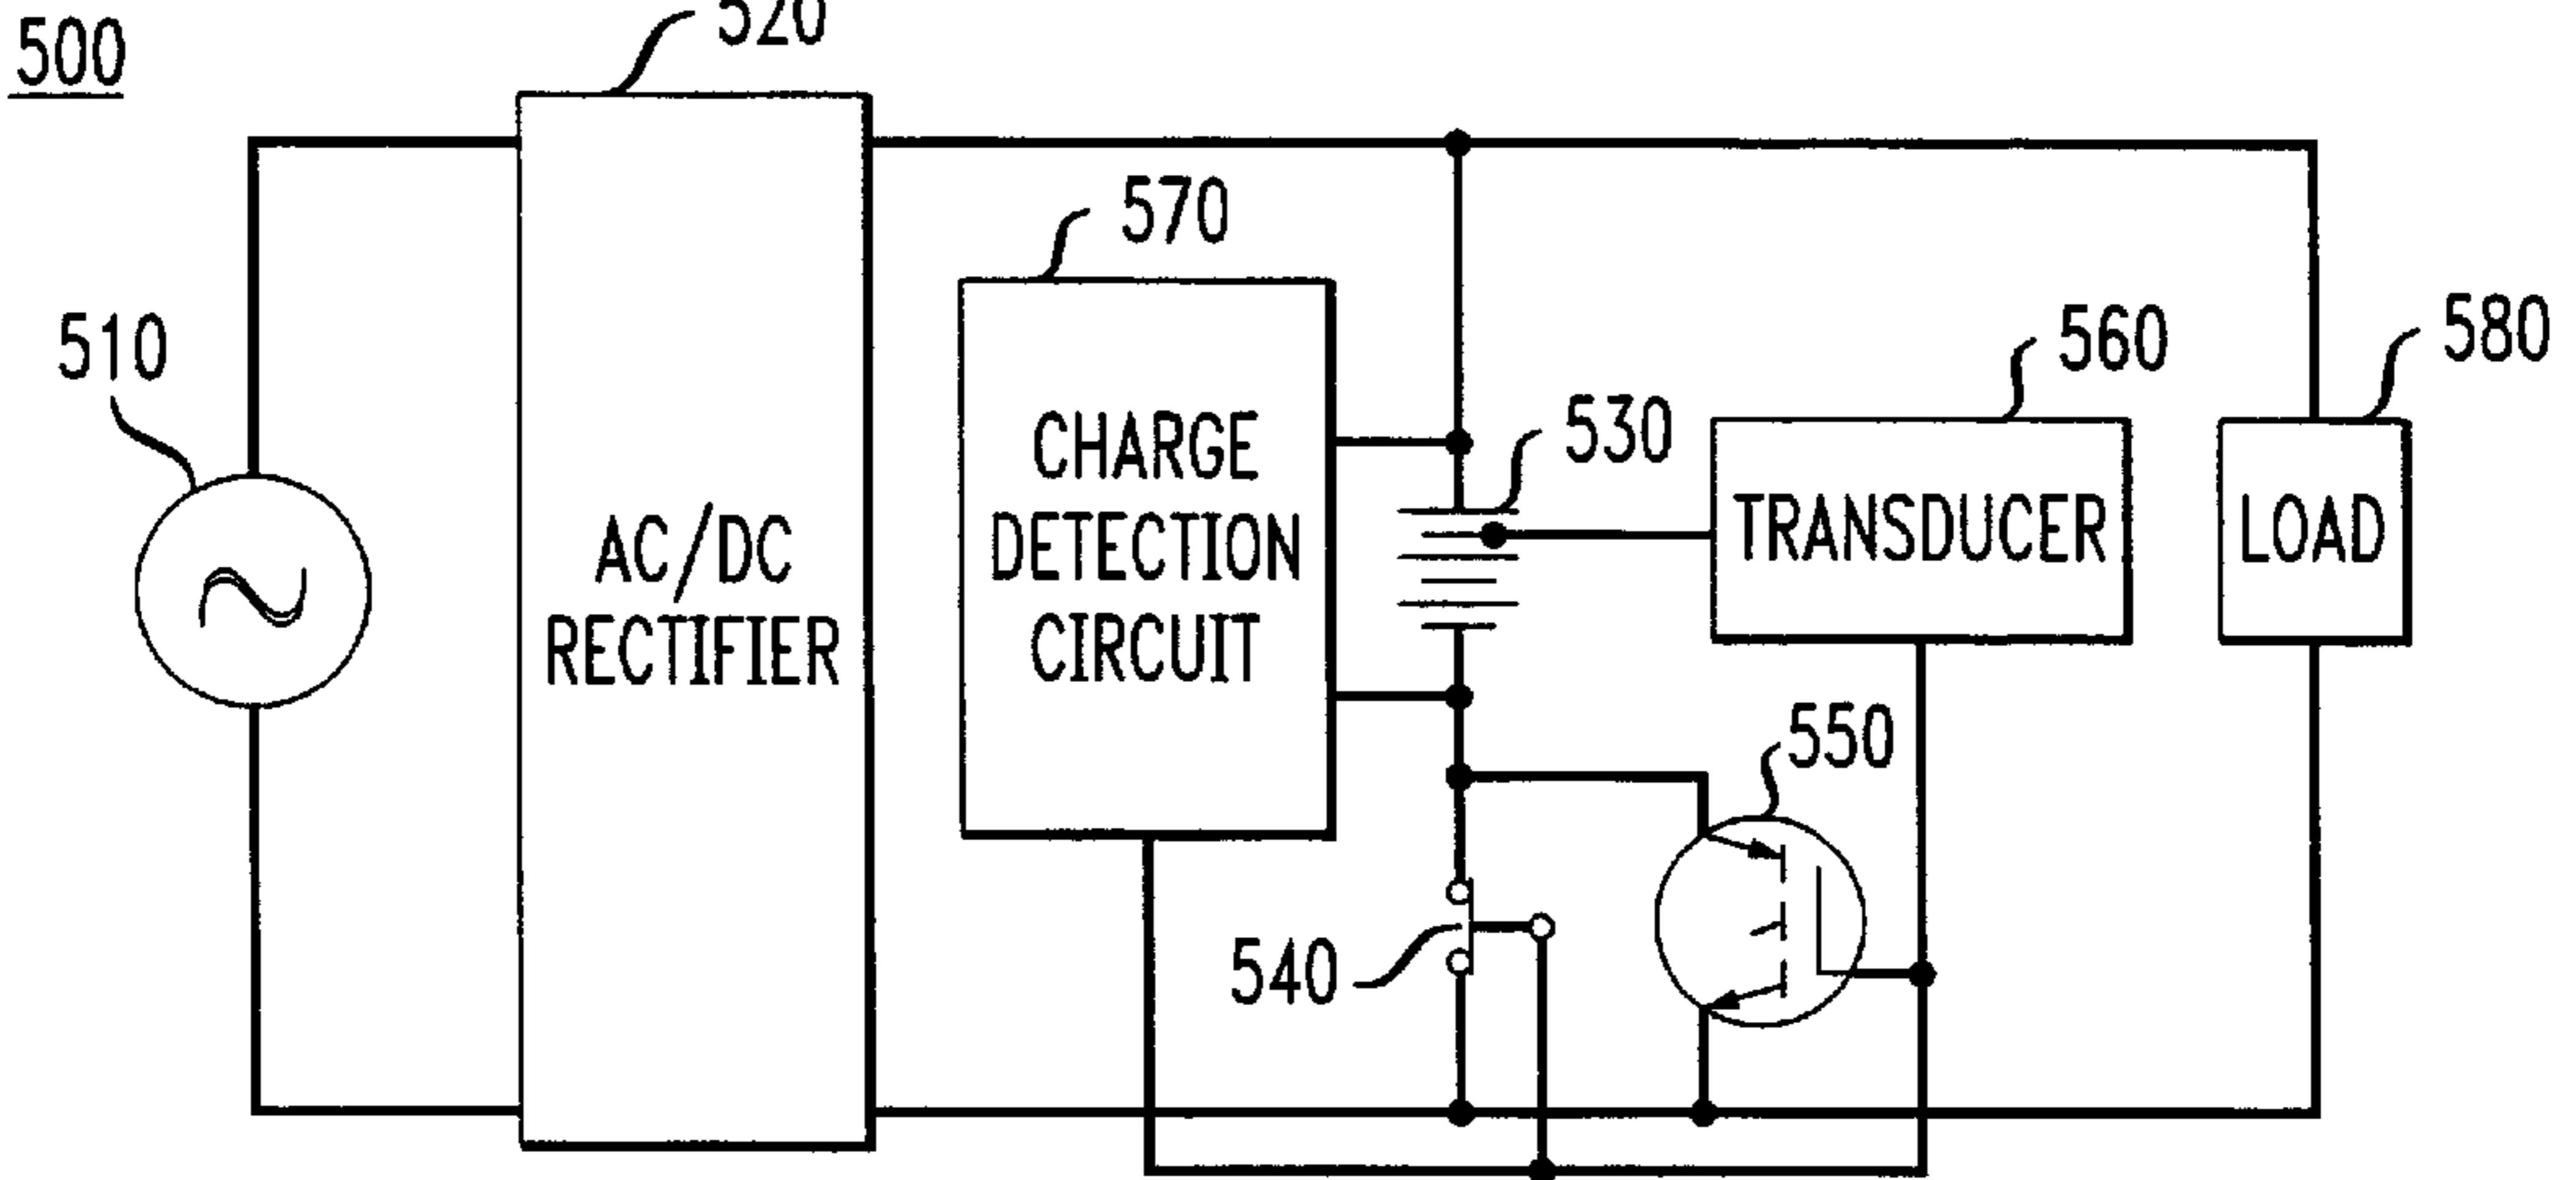 500
520
510
570
530
560
580
CHARGE
DETECTION
CIRCUIT
AC/DC
RECTIFIER
TRANSDUCER
LOAD
550
540